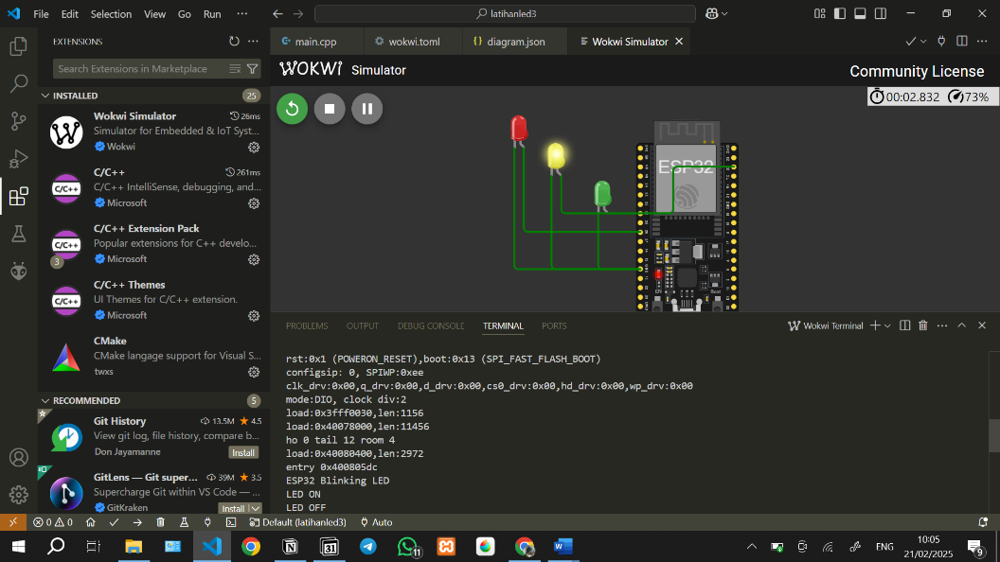 File Edit Selection View Go Run ··· latihanled3
EXTENSIONS
Search Extensions in Marketplace
INSTALLED 25
Wokwi Simulator 26ms
Simulator for Embedded & IoT Syst...
Wokwi
C/C++ 261ms
C/C++ IntelliSense, debugging, and...
Microsoft
C/C++ Extension Pack
Popular extensions for C++ develo...
Microsoft
3
C/C++ Themes
UI Themes for C/C++ extension.
Microsoft
CMake
CMake langage support for Visual S...
twxs
RECOMMENDED 5
Git History 13.5M 4.5
View git log, file history, compare b...
Don Jayamanne Install
GitLens — Git super... 39M 3.5
Supercharge Git within VS Code — ...
GitKraken Install
main.cpp wokwi.toml diagram.json Wokwi Simulator
WOKWI Simulator Community License
00:02.832 73%
ESP32
EN Boot
PROBLEMS OUTPUT DEBUG CONSOLE TERMINAL PORTS Wokwi Terminal
rst:0x1 (POWERON_RESET),boot:0x13 (SPI_FAST_FLASH_BOOT)
configsip: 0, SPIWP:0xee
clk_drv:0x00,q_drv:0x00,d_drv:0x00,cs0_drv:0x00,hd_drv:0x00,wp_drv:0x00
mode:DIO, clock div:2
load:0x3fff0030,len:1156
load:0x40078000,len:11456
ho 0 tail 12 room 4
load:0x40080400,len:2972
entry 0x400805dc
ESP32 Blinking LED
LED ON
LED OFF
0 0 Default (latihanled3) Auto
31 11 ENG 10:05
21/02/2025 9